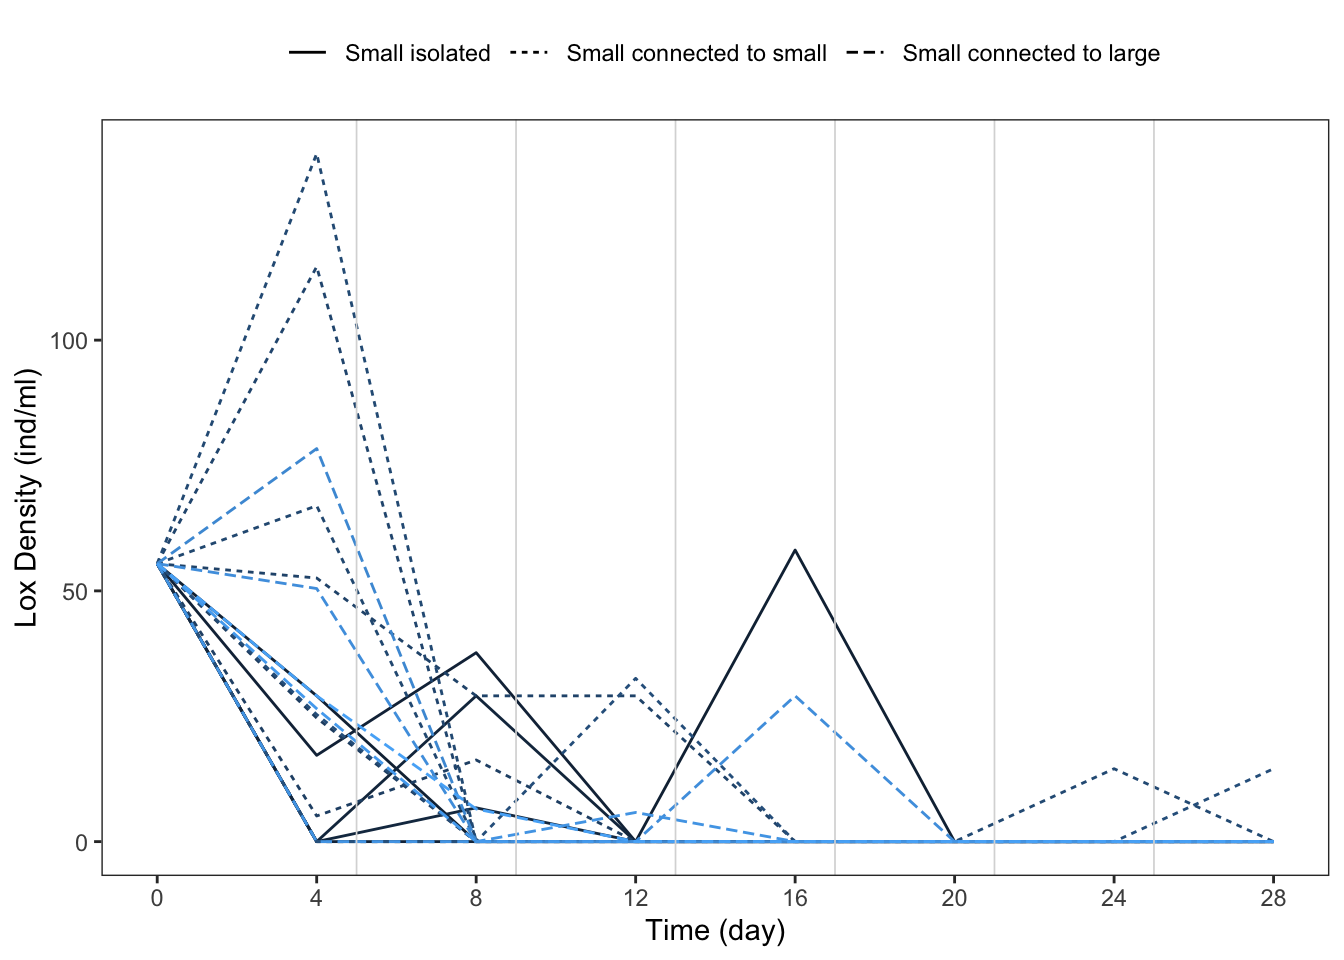 Small isolated Small connected to small Small connected to large
Lox Density (ind/ml)
100
50
0
0 4 8 12 16 20 24 28
Time (day)